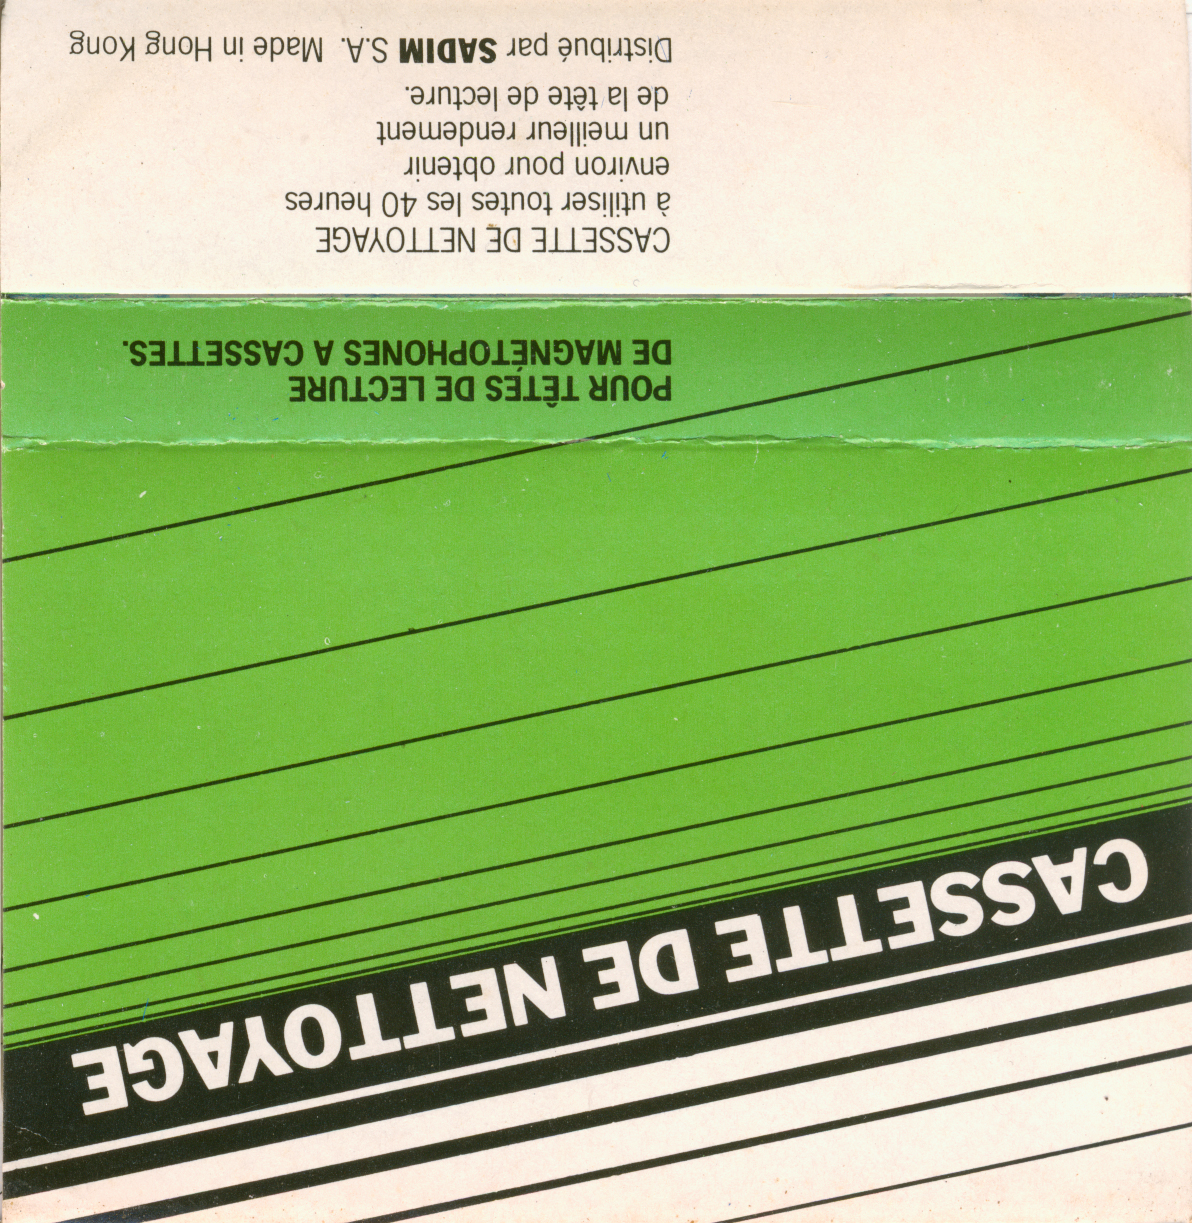 CASSETTE DE NETTOYAGE
POUR TÊTES DE LECTURE
DE MAGNÉTOPHONES A CASSETTES.
CASSETTE DE NETTOYAGE
à utiliser toutes les 40 heures
environ pour obtenir
un meilleur rendement
de la tête de lecture.
Distribué par SADIM S.A. Made in Hong Kong